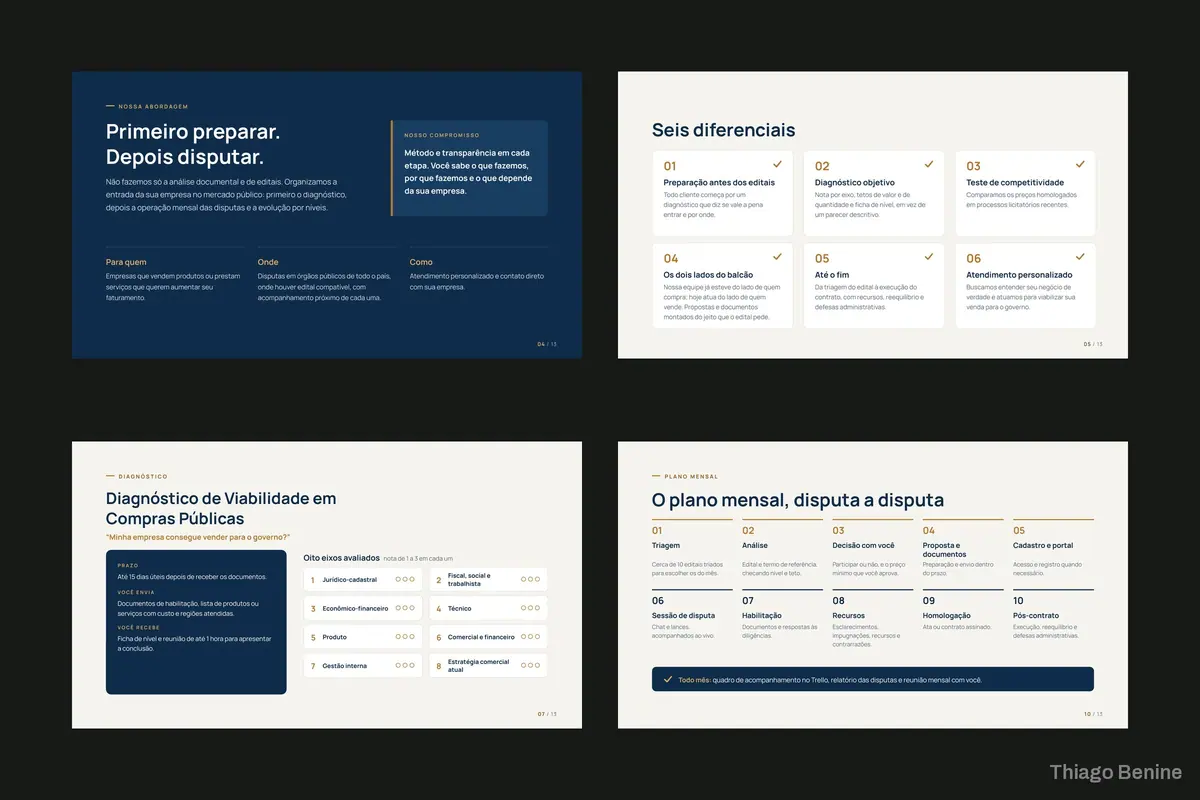 NOSSA ABORDAGEM
Primeiro preparar.
Depois disputar.
Não fazemos só a análise documental e de editais. Organizamos a
entrada da sua empresa no mercado público: primeiro o diagnóstico,
depois a operação mensal das disputas e a evolução por níveis.
NOSSO COMPROMISSO
Método e transparência em cada
etapa. Você sabe o que fazemos,
por que fazemos e o que depende
da sua empresa.
Para quem
Empresas que vendem produtos ou prestam
serviços que querem aumentar seu
faturamento.
Onde
Disputas em órgãos públicos de todo o país,
onde houver edital compatível, com
acompanhamento próximo de cada uma.
Como
Atendimento personalizado e contato direto
com sua empresa.
04 / 13
Seis diferenciais
01
Preparação antes dos editais
Todo cliente começa por um
diagnóstico que diz se vale a pena
entrar e por onde.
02
Diagnóstico objetivo
Nota por eixo, tetos de valor e de
quantidade e ficha de nível, em vez de
um parecer descritivo.
03
Teste de competitividade
Comparamos os preços homologados
em processos licitatórios recentes.
04
Os dois lados do balcão
Nossa equipe já esteve do lado de quem
compra; hoje atua do lado de quem
vende. Propostas e documentos
montados do jeito que o edital pede.
05
Até o fim
Da triagem do edital à execução do
contrato, com recursos, reequilíbrio e
defesas administrativas.
06
Atendimento personalizado
Buscamos entender seu negócio de
verdade e atuamos para viabilizar sua
venda para o governo.
05 / 13
DIAGNÓSTICO
Diagnóstico de Viabilidade em
Compras Públicas
"Minha empresa consegue vender para o governo?"
PRAZO
Até 15 dias úteis depois de receber os documentos.
VOCÊ ENVIA
Documentos de habilitação, lista de produtos ou
serviços com custo e regiões atendidas.
VOCÊ RECEBE
Ficha de nível e reunião de até 1 hora para apresentar
a conclusão.
Oito eixos avaliados nota de 1 a 3 em cada um
1 Jurídico-cadastral
2 Fiscal, social e
trabalhista
3 Econômico-financeiro
4 Técnico
5 Produto
6 Comercial e financeiro
7 Gestão interna
8 Estratégia comercial
atual
07 / 13
PLANO MENSAL
O plano mensal, disputa a disputa
01
Triagem
Cerca de 10 editais triados
para escolher os do mês.
02
Análise
Edital e termo de referência,
checando nível e teto.
03
Decisão com você
Participar ou não, e o preço
mínimo que você aprova.
04
Proposta e
documentos
Preparação e envio dentro
do prazo.
05
Cadastro e portal
Acesso e registro quando
necessário.
06
Sessão de disputa
Chat e lances,
acompanhados ao vivo.
07
Habilitação
Documentos e respostas às
diligências.
08
Recursos
Esclarecimentos,
impugnações, recursos e
contrarrazões.
09
Homologação
Ata ou contrato assinado.
10
Pós-contrato
Execução, reequilíbrio e
defesas administrativas.
Todo mês: quadro de acompanhamento no Trello, relatório das disputas e reunião mensal com você.
10 / 13
Thiago Benine